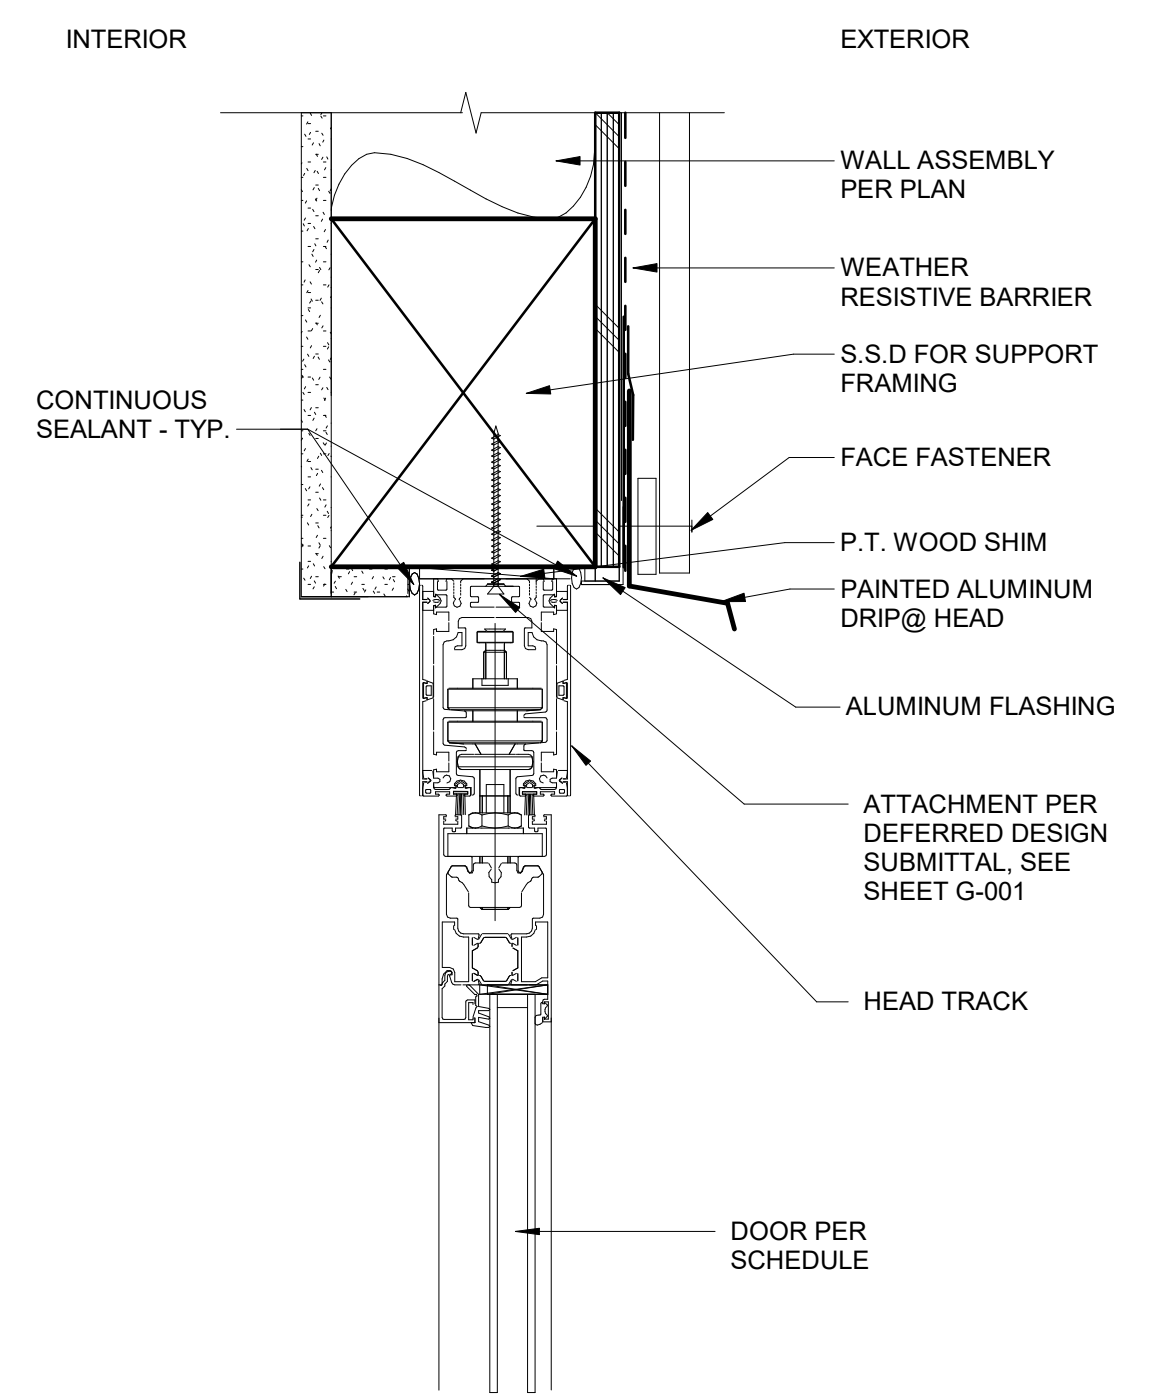 INTERIOR
EXTERIOR
WALL ASSEMBLY
PER PLAN
WEATHER
RESISTIVE BARRIER
S.S.D FOR SUPPORT
FRAMING
CONTINUOUS
SEALANT - TYP.
FACE FASTENER
P.T. WOOD SHIM
PAINTED ALUMINUM
DRIP@ HEAD
ALUMINUM FLASHING
ATTACHMENT PER
DEFERRED DESIGN
SUBMITTAL, SEE
SHEET G-001
HEAD TRACK
DOOR PER
SCHEDULE